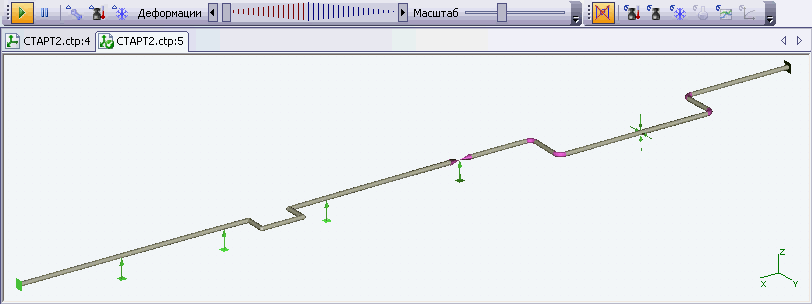 Деформации Масштаб
СТАРТ2.ctp:4 СТАРТ2.ctp:5
Z
X Y